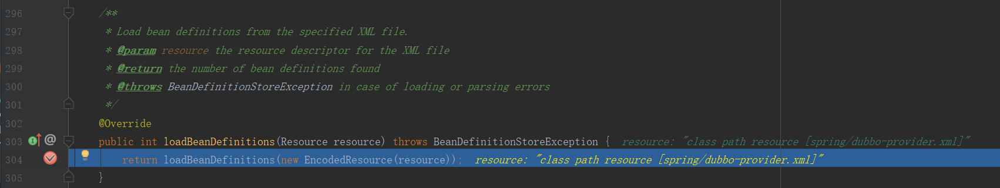 296 /**
297 * Load bean definitions from the specified XML file.
298 * @param resource the resource descriptor for the XML file
299 * @return the number of bean definitions found
300 * @throws BeanDefinitionStoreException in case of loading or parsing errors
301 */
302 @Override
303 public int loadBeanDefinitions(Resource resource) throws BeanDefinitionStoreException { resource: "class path resource [spring/dubbo-provider.xml]"
304 return loadBeanDefinitions(new EncodedResource(resource)); resource: "class path resource [spring/dubbo-provider.xml]"
305 }